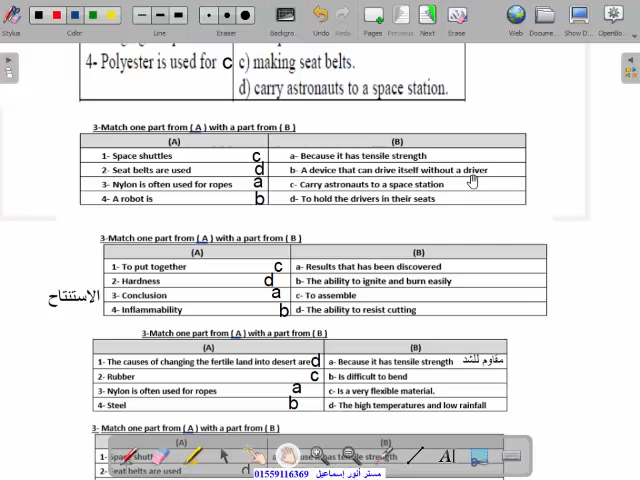 Stylus Color Line Eraser Backg... Undo Redo Pages Previous Next Erase Web Docume... Show D... OpenBo...
4- Polyester is used for c c) making seat belts.
d) carry astronauts to a space station.
3-Match one part from ( A ) with a part from ( B )
(A) (B)
1- Space shuttles c a- Because it has tensile strength
2- Seat belts are used d b- A device that can drive itself without a driver
3- Nylon is often used for ropes a c- Carry astronauts to a space station
4- A robot is b d- To hold the drivers in their seats
3-Match one part from ( A ) with a part from ( B )
(A) (B)
1- To put together c a- Results that has been discovered
2- Hardness d b- The ability to ignite and burn easily
الاستنتاج 3- Conclusion a c- To assemble
4- Inflammability b d- The ability to resist cutting
3-Match one part from ( A ) with a part from ( B )
(A) (B)
1- The causes of changing the fertile land into desert are d a- Because it has tensile strength مقاوم للشد
2- Rubber c b- Is difficult to bend
3- Nylon is often used for ropes a c- Is a very flexible material.
4- Steel b d- The high temperatures and low rainfall
3- Match one part from ( A ) with a part from ( B )
(A) (B)
1- Space
2- Seat belts are used d
مستر أنور إسماعيل 01559116369